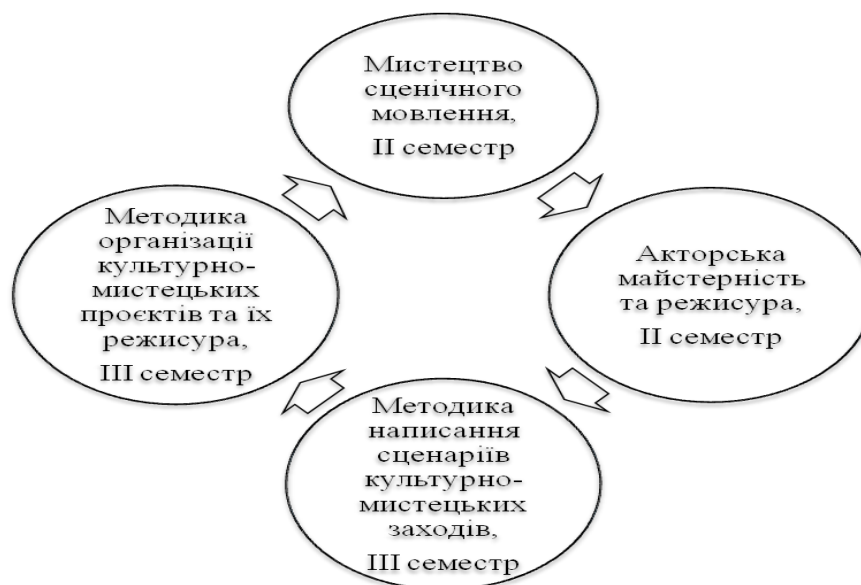 Мистецтво
сценічного
мовлення,
ІІ семестр
Акторська
майстерність
та режисура,
ІІ семестр
Методика
написання
сценаріїв
культурно-
мистецьких
заходів,
ІІІ семестр
Методика
організації
культурно-
мистецьких
проєктів та їх
режисура,
ІІІ семестр